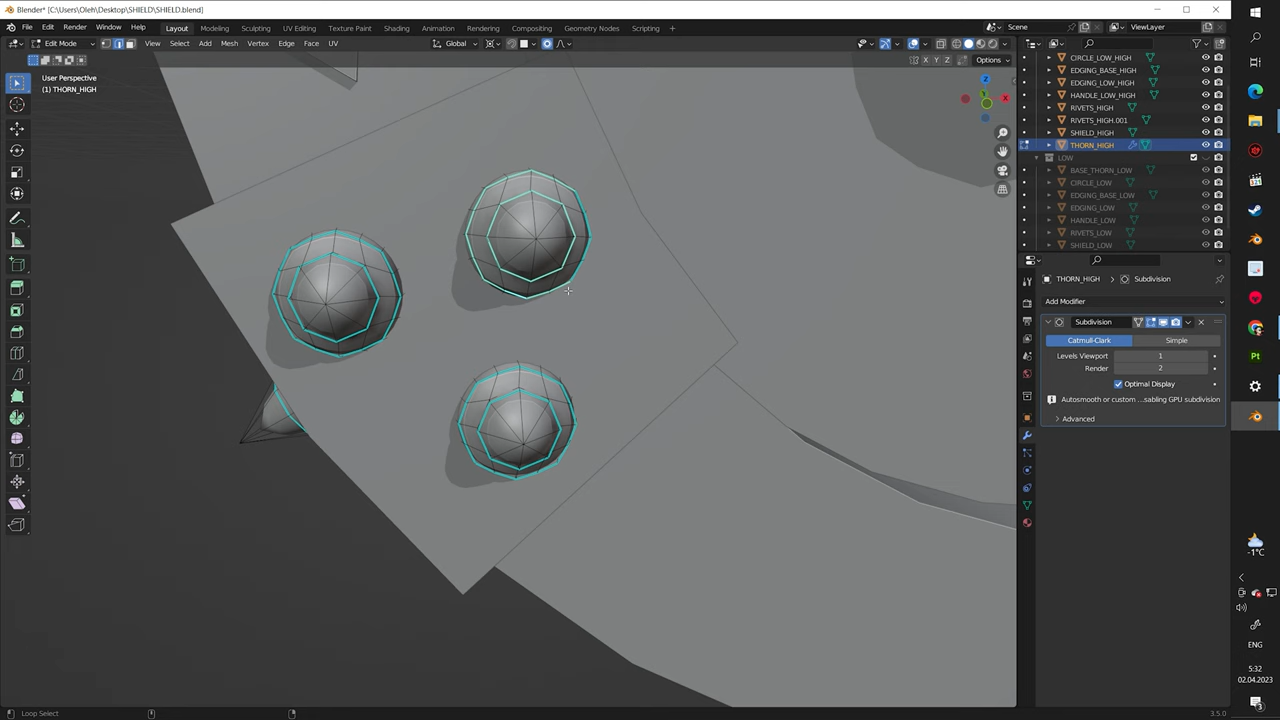 Blender* [C:\Users\Oleh\Desktop\SHIELD\SHIELD.blend]
File Edit Render Window Help Layout Modeling Sculpting UV Editing Texture Paint Shading Animation Rendering Compositing Geometry Nodes Scripting + Scene ViewLayer
Edit Mode View Select Add Mesh Vertex Edge Face UV Global
X Y Z Options
User Perspective
(1) THORN_HIGH
Z
X
CIRCLE_LOW_HIGH
EDGING_BASE_HIGH
EDGING_LOW_HIGH
HANDLE_LOW_HIGH
RIVETS_HIGH
RIVETS_HIGH.001
SHIELD_HIGH
THORN_HIGH
LOW
BASE_THORN_LOW
CIRCLE_LOW
EDGING_BASE_LOW
EDGING_LOW
HANDLE_LOW
RIVETS_LOW
SHIELD_LOW
THORN_HIGH > Subdivision
Add Modifier
Subdivision
Catmull-Clark Simple
Levels Viewport 1
Render 2
Optimal Display
Autosmooth or custom ...sabling GPU subdivision
Advanced
Pt
-1°C
ENG
5:32
02.04.2023
3
Loop Select
3.5.0